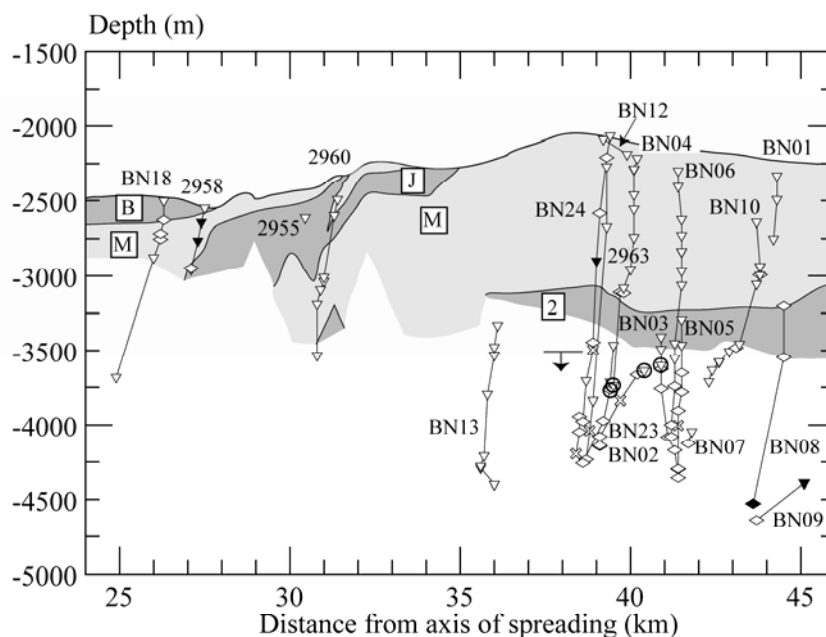 Depth (m)
-1500
-2000
-2500
-3000
-3500
-4000
-4500
-5000
BN18
2958
2960
BN12
BN04
BN01
BN06
J
B
2955
M
BN24
BN10
M
2963
2
BN03
BN05
BN13
BN23
BN02
BN07
BN08
BN09
25
30
35
40
45
Distance from axis of spreading (km)